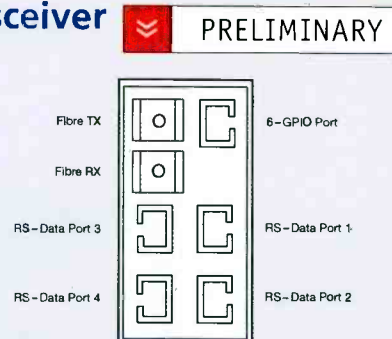 PRELIMINARY
Fibre TX
6-GPIO Port
Fibre RX
RS-Data Port 3
RS-Data Port 1
RS-Data Port 4
RS-Data Port 2